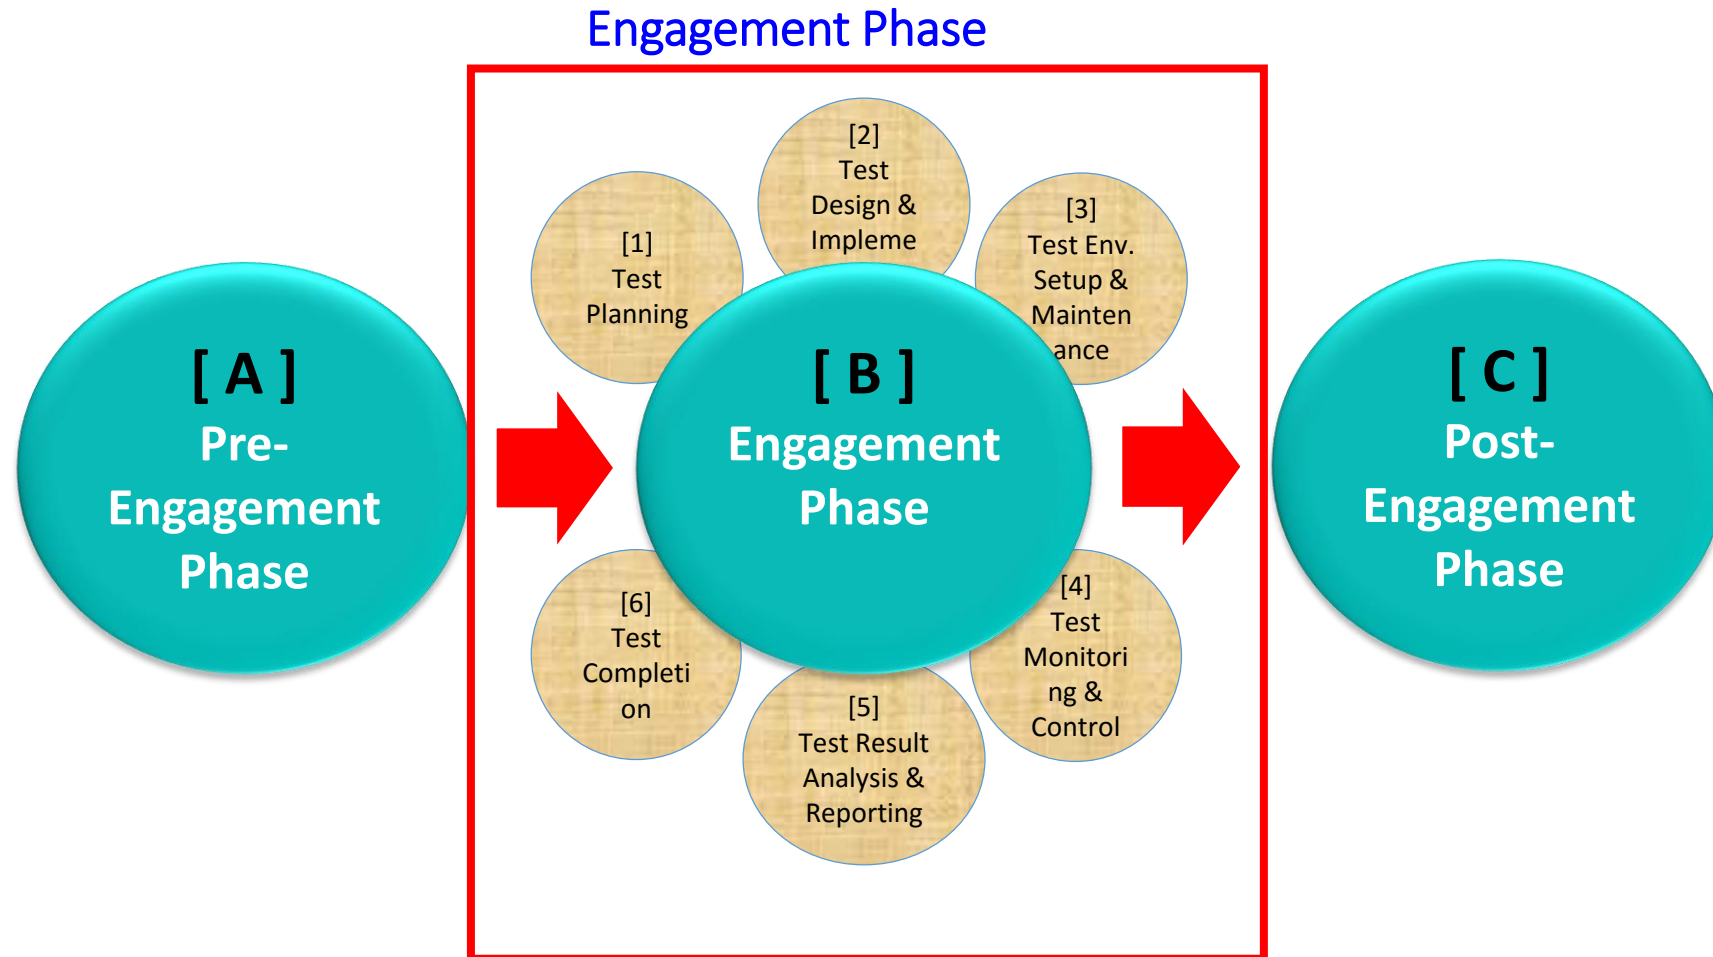 Engagement Phase
[ A ]
Pre-
Engagement
Phase
[1]
Test
Planning
[2]
Test
Design &
Impleme
[3]
Test Env.
Setup &
Mainten
ance
[ B ]
Engagement
Phase
[4]
Test
Monitori
ng &
Control
[5]
Test Result
Analysis &
Reporting
[6]
Test
Completi
on
[ C ]
Post-
Engagement
Phase